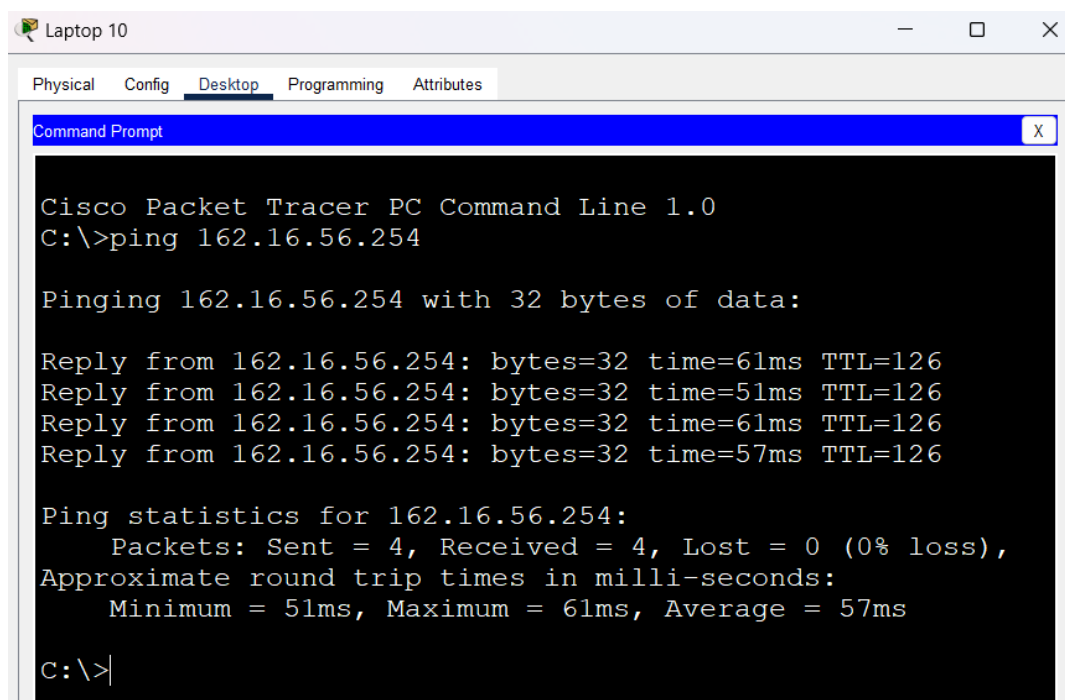 Laptop 10
Physical Config Desktop Programming Attributes
Command Prompt X
Cisco Packet Tracer PC Command Line 1.0
C:\>ping 162.16.56.254
Pinging 162.16.56.254 with 32 bytes of data:
Reply from 162.16.56.254: bytes=32 time=61ms TTL=126
Reply from 162.16.56.254: bytes=32 time=51ms TTL=126
Reply from 162.16.56.254: bytes=32 time=61ms TTL=126
Reply from 162.16.56.254: bytes=32 time=57ms TTL=126
Ping statistics for 162.16.56.254:
Packets: Sent = 4, Received = 4, Lost = 0 (0% loss),
Approximate round trip times in milli-seconds:
Minimum = 51ms, Maximum = 61ms, Average = 57ms
C:\>